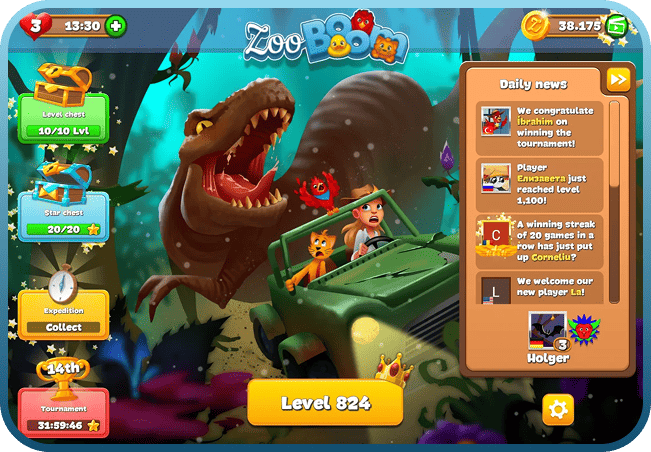 3
13:30
Zoo BOOOOm
38.175
Level chest
10/10 Lvl
Star chest
20/20
Expedition
Collect
14th
Tournament
31:59:46
Level 824
Daily news
We congratulate
İbrahim on
winning the
tournament!
Player
Елизавета just
reached level
1,100!
C
A winning streak
of 20 games in a
row has just put
up Corneliu?
L
We welcome our
new player La!
3
Holger